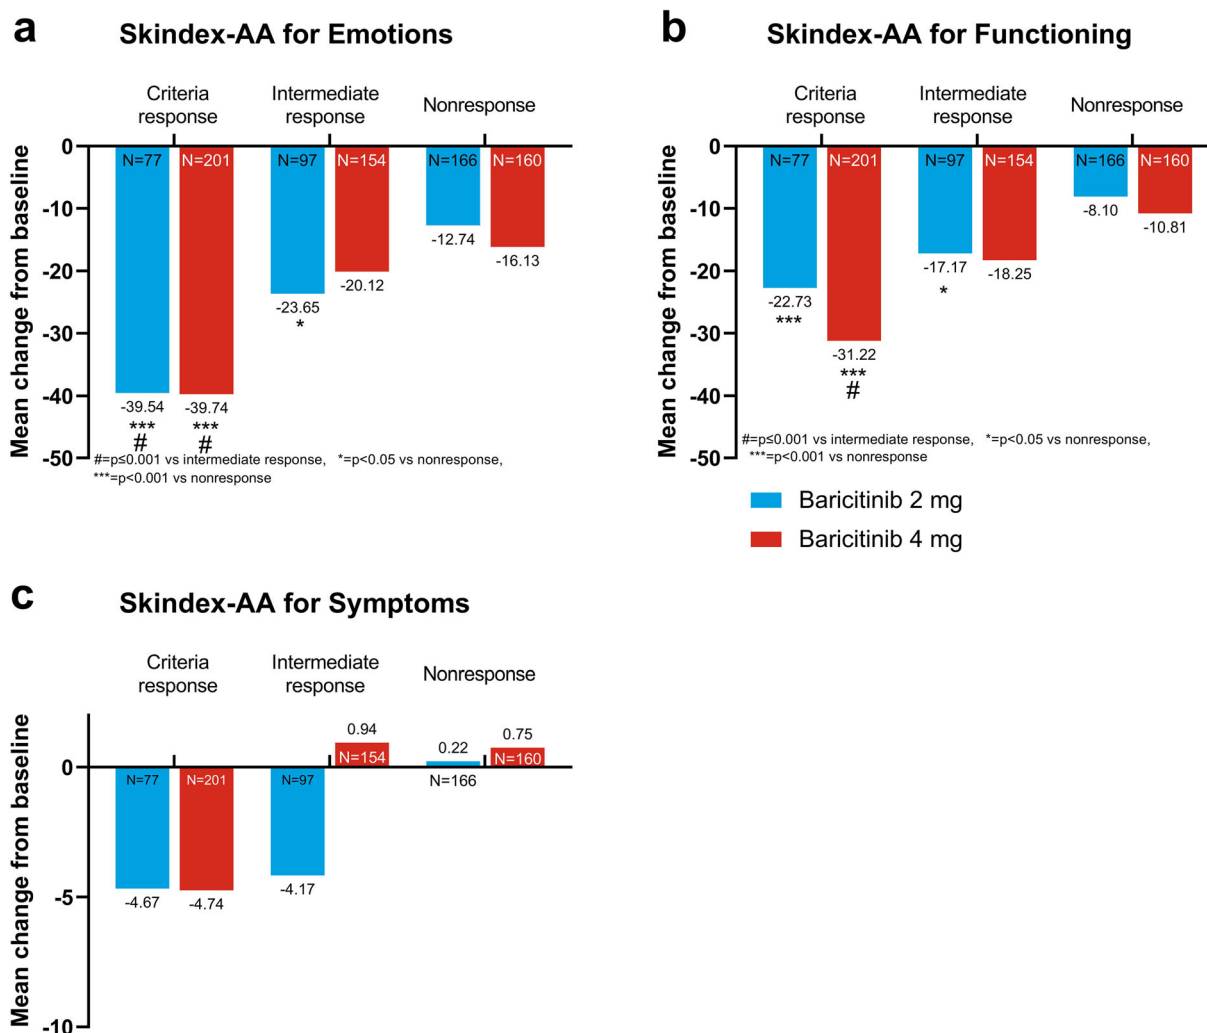 a Skindex-AA for Emotions
Criteria
response
Intermediate
response
Nonresponse
Mean change from baseline
0
-10
-20
-30
-40
-50
N=77
N=201
N=97
N=154
N=166
N=160
-39.54
***
#
-39.74
***
#
-23.65
*
-20.12
-12.74
-16.13
#=p≤0.001 vs intermediate response, *=p<0.05 vs nonresponse,
***=p<0.001 vs nonresponse
b Skindex-AA for Functioning
Criteria
response
Intermediate
response
Nonresponse
Mean change from baseline
0
-10
-20
-30
-40
-50
N=77
N=201
N=97
N=154
N=166
N=160
-22.73
***
-31.22
***
#
-17.17
*
-18.25
-8.10
-10.81
#=p≤0.001 vs intermediate response, *=p<0.05 vs nonresponse,
***=p<0.001 vs nonresponse
Baricitinib 2 mg
Baricitinib 4 mg
c Skindex-AA for Symptoms
Criteria
response
Intermediate
response
Nonresponse
Mean change from baseline
0
-5
-10
N=77
N=201
N=97
0.94
N=154
0.22
N=166
0.75
N=160
-4.67
-4.74
-4.17